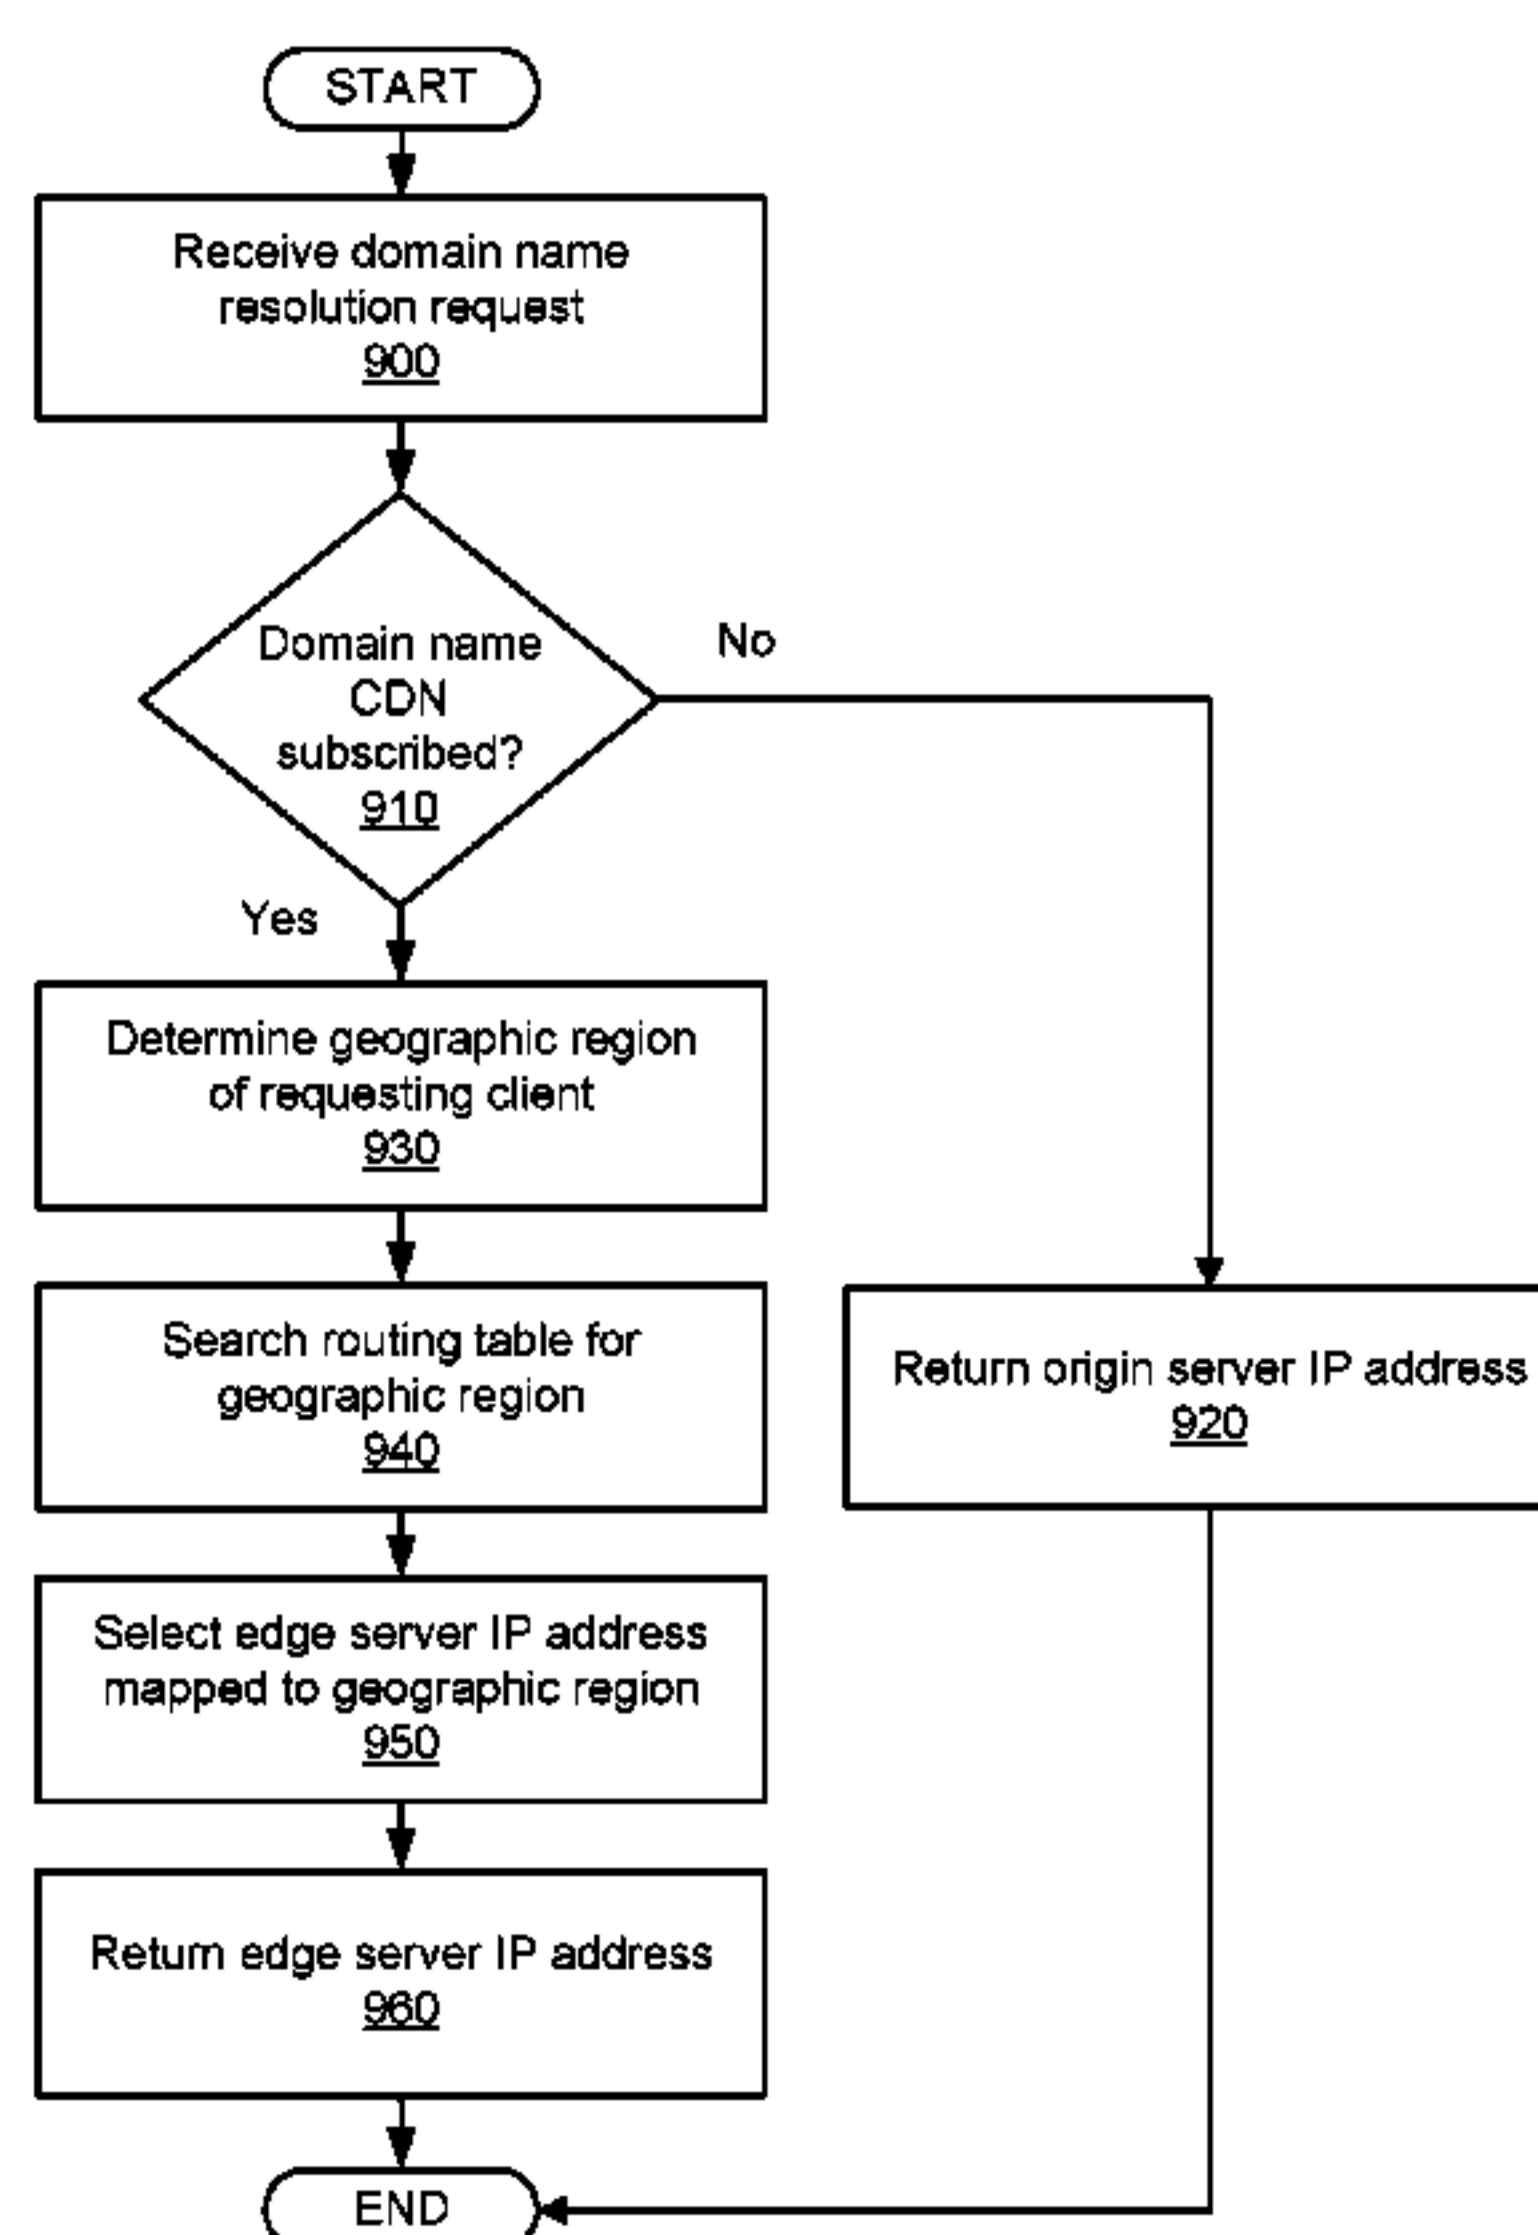 START
Receive domain name
resolution request
900
Domain name
CDN
subscribed?
910
No
Yes
Determine geographic region
of requesting client
930
Search routing table for
geographic region
940
Return origin server IP address
920
Select edge server IP address
mapped to geographic region
950
Return edge server IP address
960
END